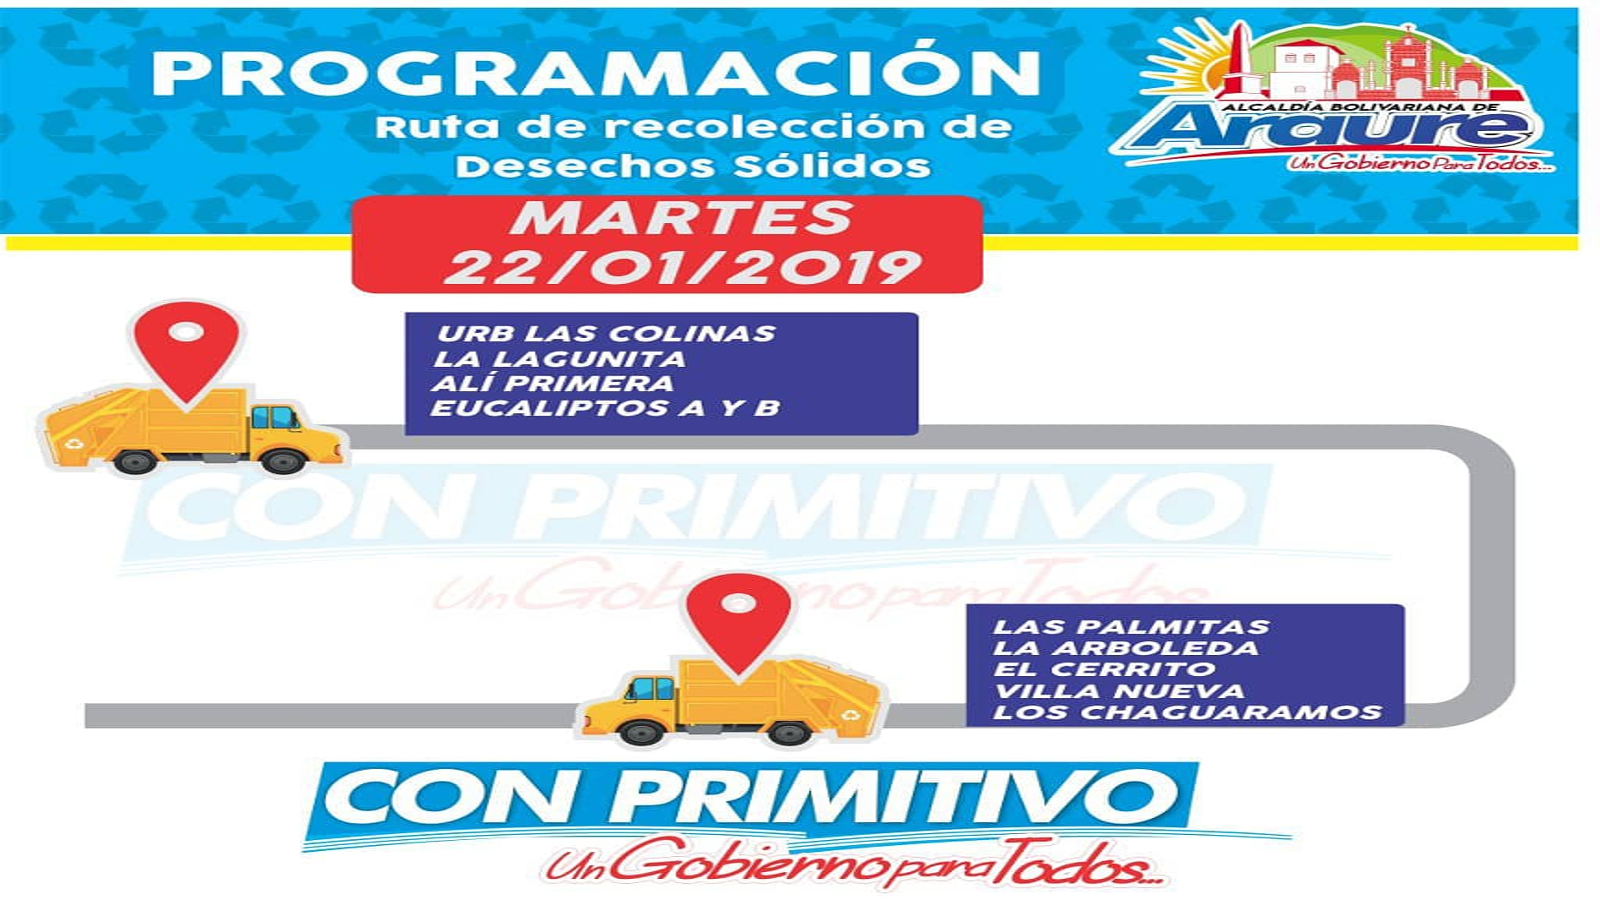 PROGRAMACIÓN
Ruta de recolección de
Desechos Sólidos
ALCALDÍA BOLIVARIANA DE
Araure
Un Gobierno Para Todos...
MARTES
22/01/2019
URB LAS COLINAS
LA LAGUNITA
ALÍ PRIMERA
EUCALIPTOS A Y B
CON PRIMITIVO
Un Gobierno para Todos
LAS PALMITAS
LA ARBOLEDA
EL CERRITO
VILLA NUEVA
LOS CHAGUARAMOS
CON PRIMITIVO
Un Gobierno para Todos...